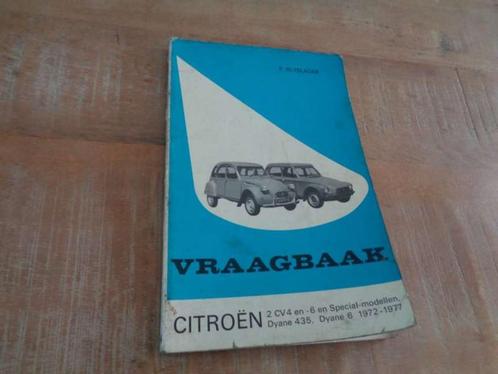 P. OLYSLAGER
VRAAGBAAK.
CITROËN
2 CV4 en -6 en Special-modellen.
Dyane 435. Dyane 6 1972-1977